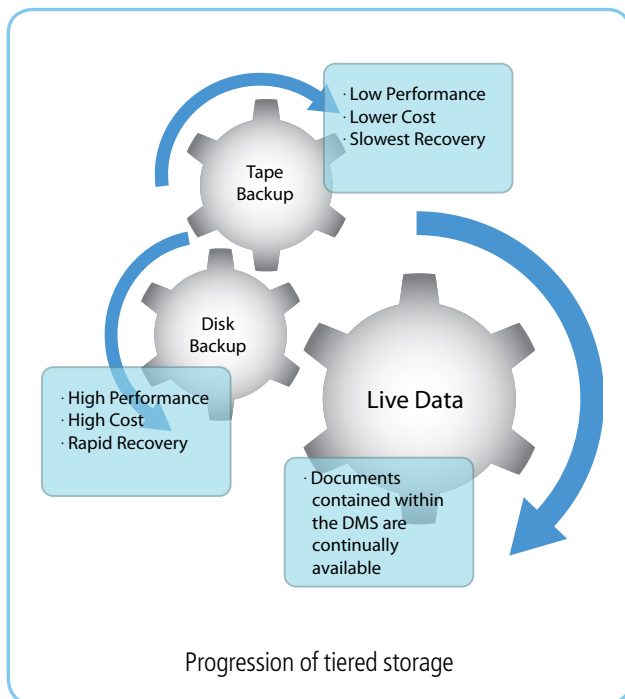 · Low Performance
· Lower Cost
· Slowest Recovery
Tape
Backup
Disk
Backup
· High Performance
· High Cost
· Rapid Recovery
Live Data
· Documents
contained within
the DMS are
continually
available
Progression of tiered storage